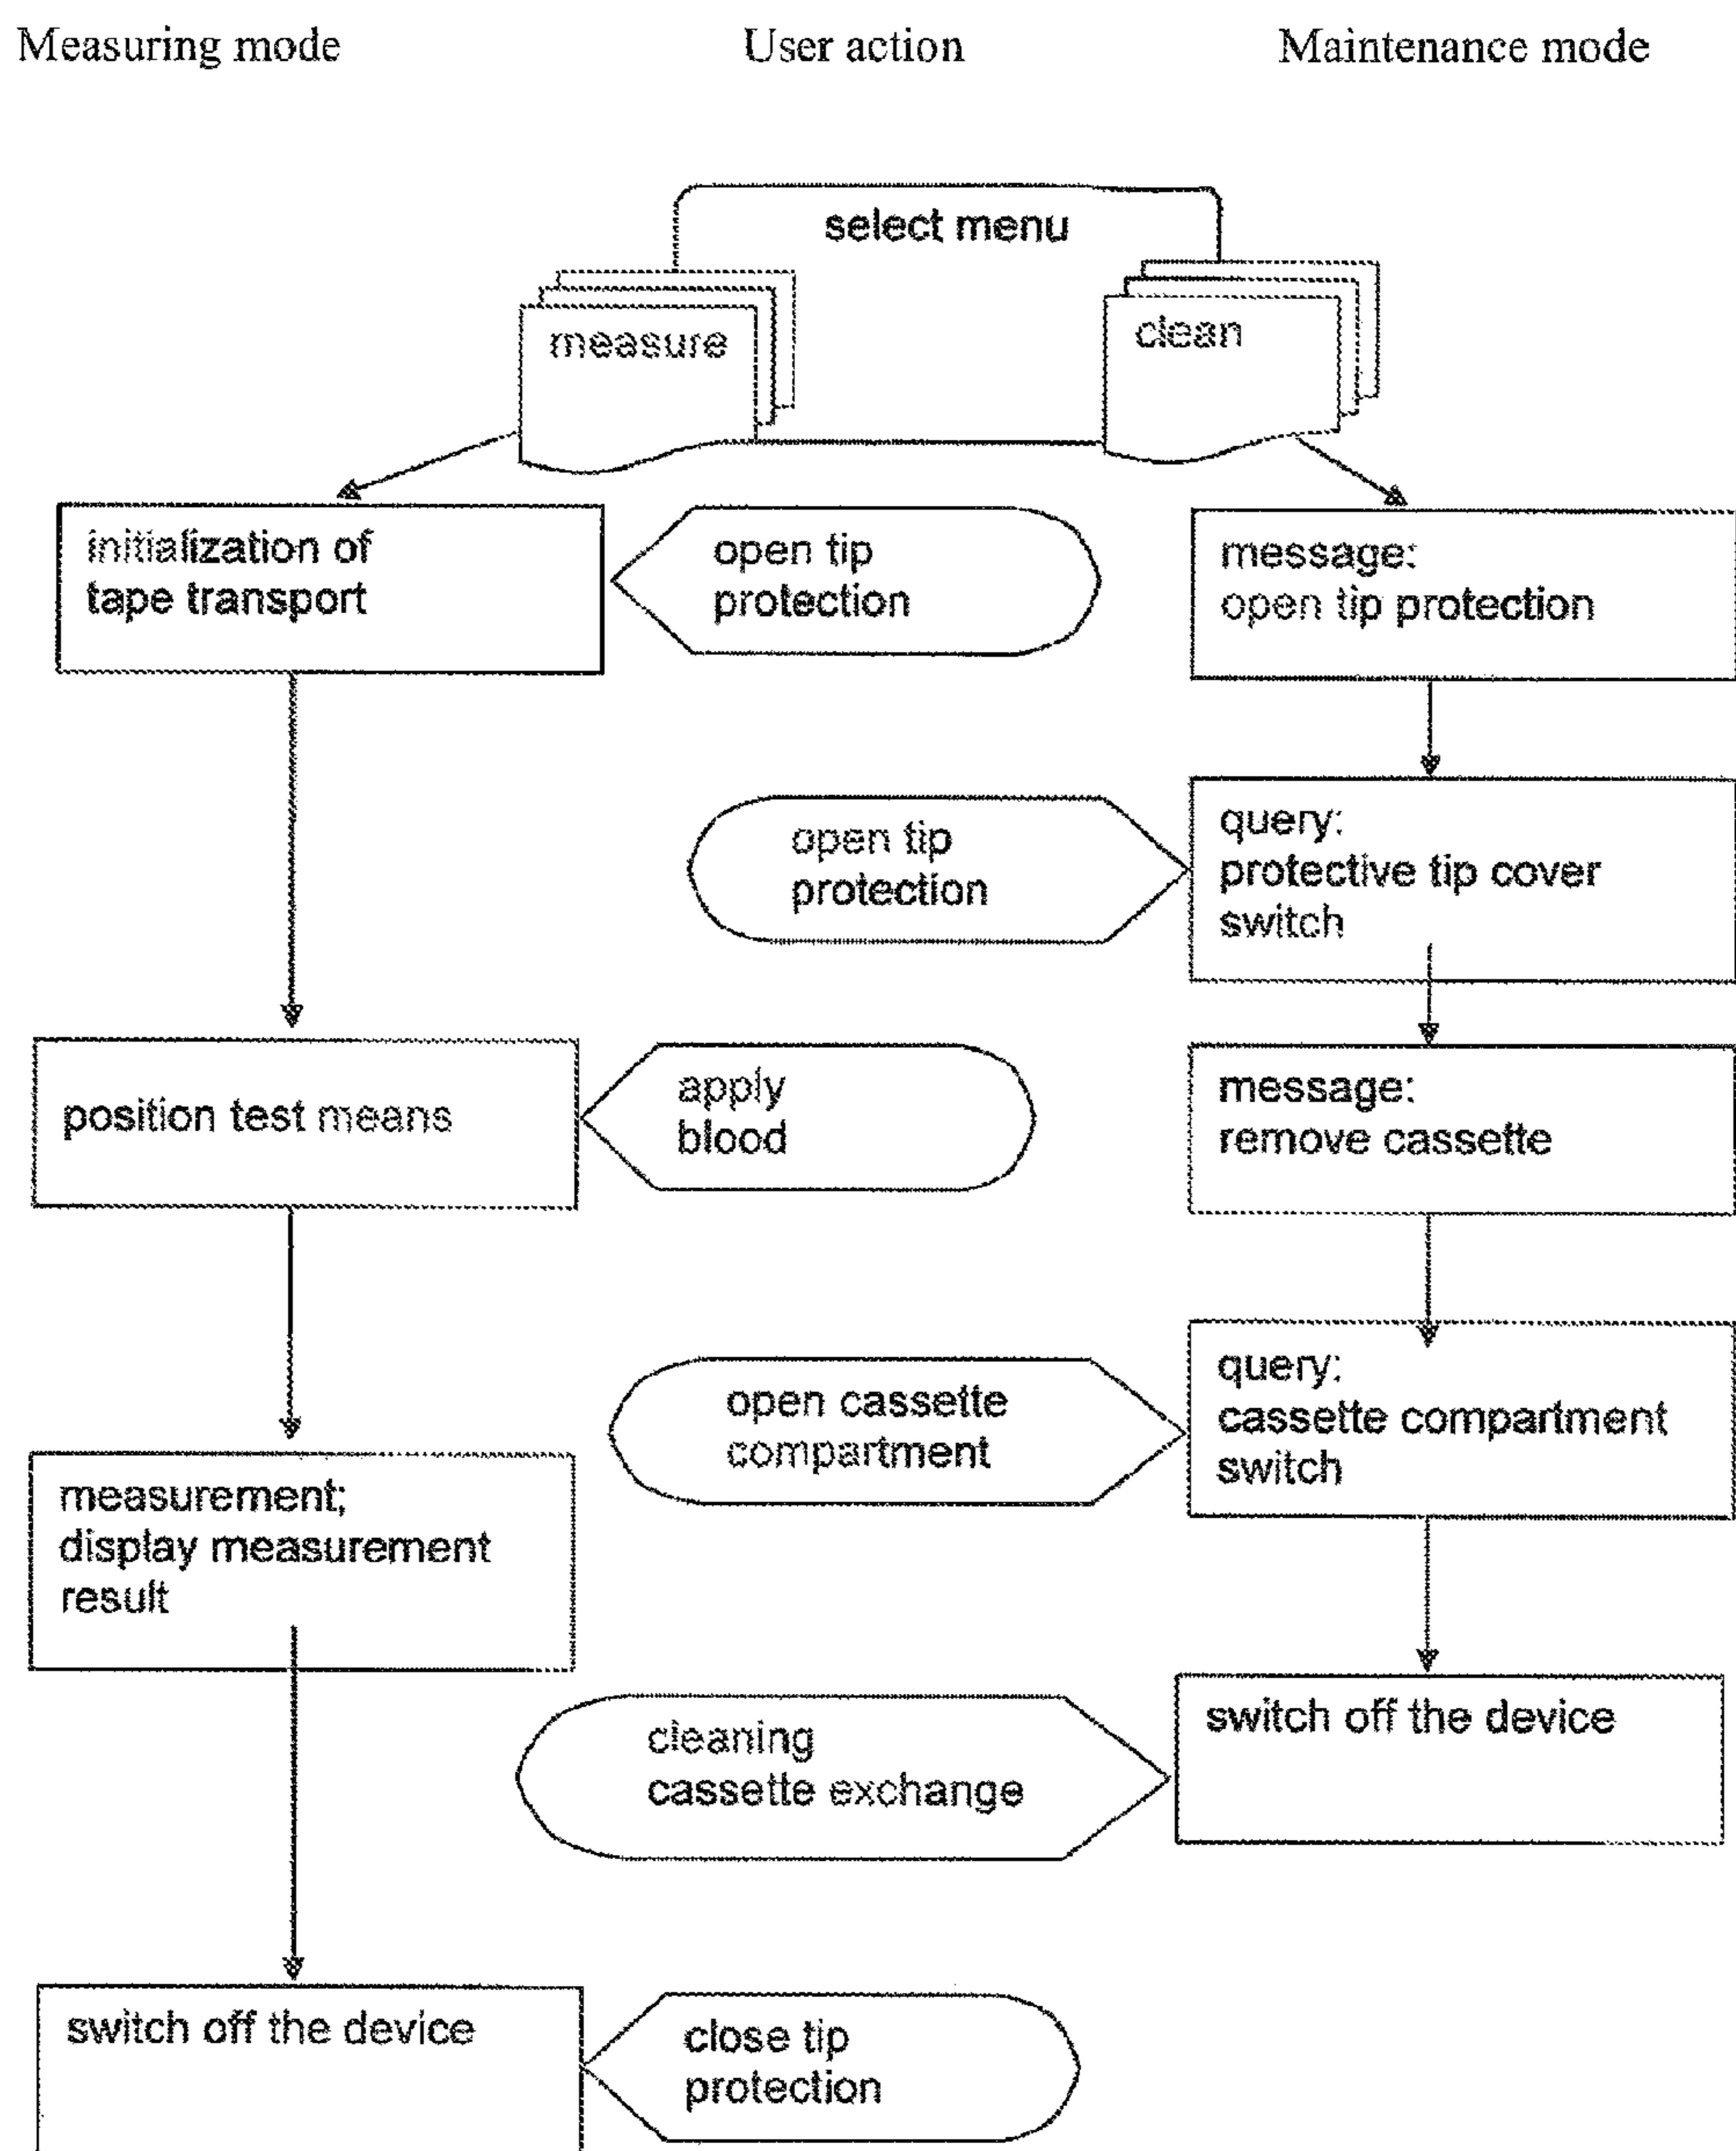 Measuring mode
User action
Maintenance mode
select menu
measure
clean
initialization of
tape transport
open tip
protection
message:
open tip protection
open tip
protection
query:
protective tip cover
switch
position test means
apply
blood
message:
remove cassette
open cassette
compartment
query:
cassette compartment
switch
measurement;
display measurement
result
cleaning
cassette exchange
switch off the device
switch off the device
close tip
protection